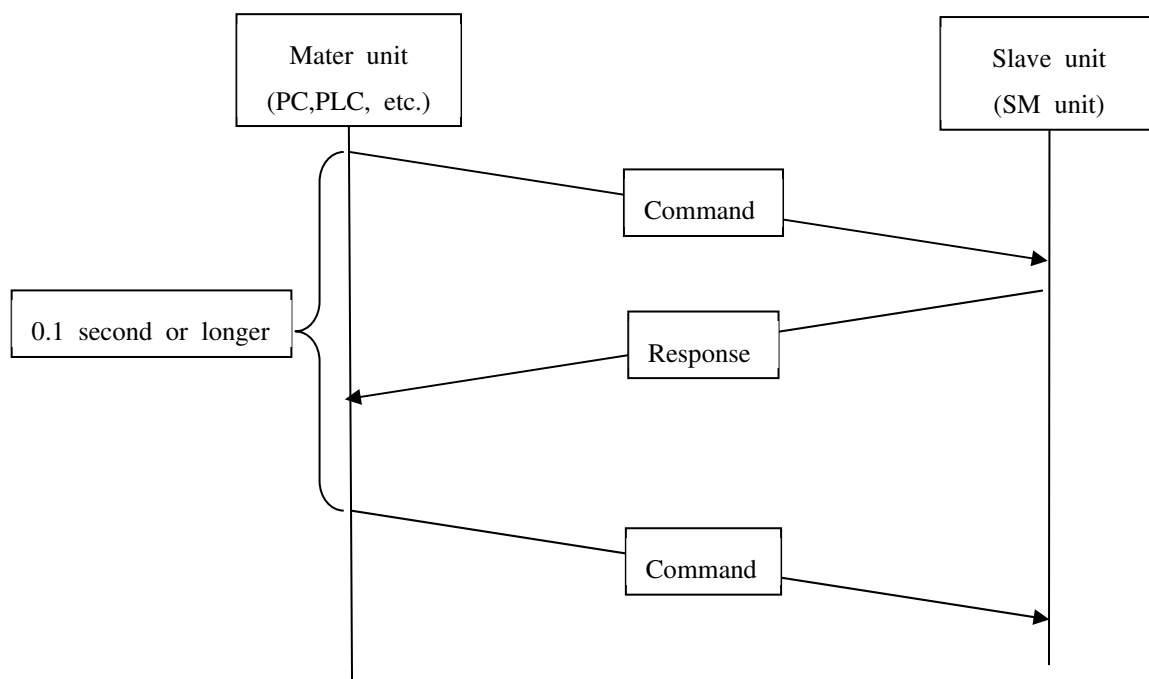 Mater unit
(PC,PLC, etc.)
Slave unit
(SM unit)
Command
0.1 second or longer
Response
Command